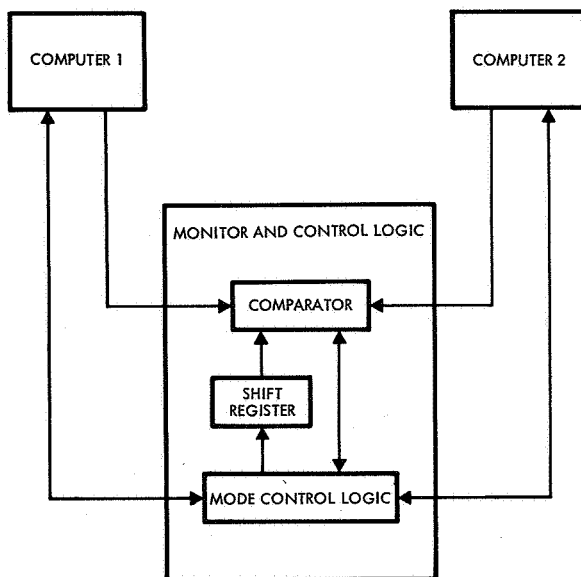 COMPUTER 1
COMPUTER 2
MONITOR AND CONTROL LOGIC
COMPARATOR
SHIFT
REGISTER
MODE CONTROL LOGIC